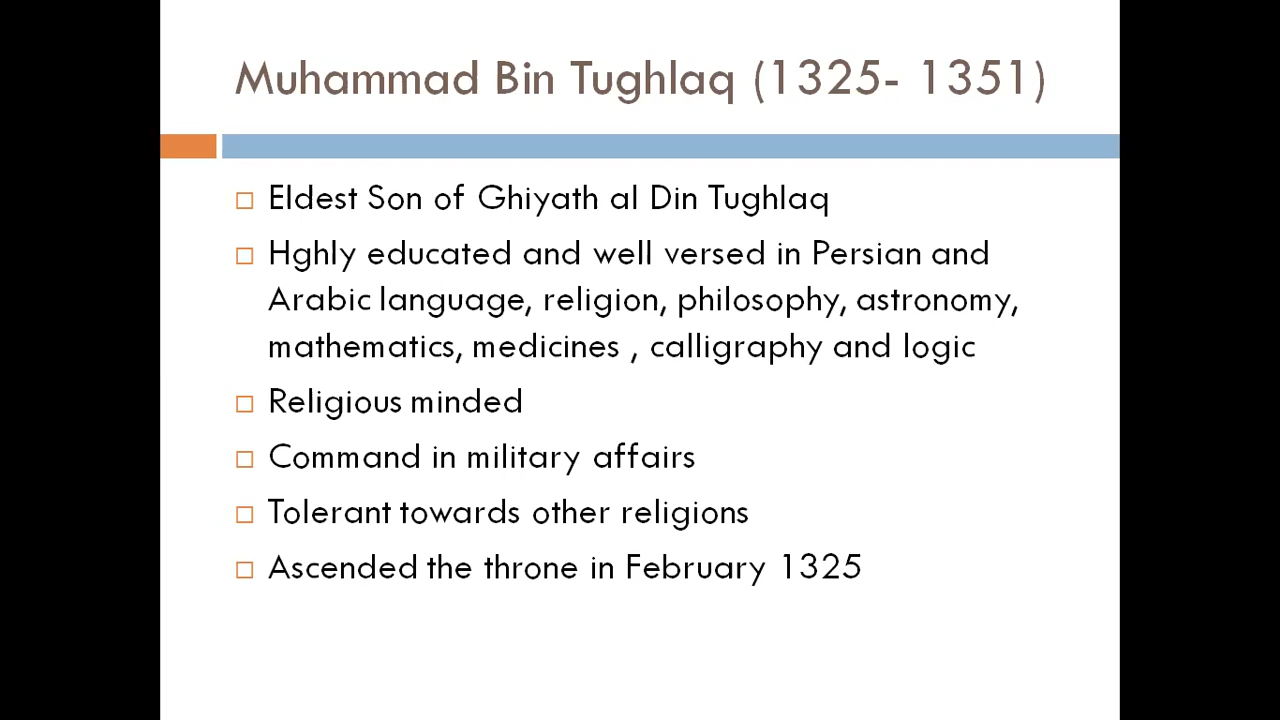 Muhammad Bin Tughlaq (1325- 1351)
Eldest Son of Ghiyath al Din Tughlaq
Hghly educated and well versed in Persian and
Arabic language, religion, philosophy, astronomy,
mathematics, medicines , calligraphy and logic
Religious minded
Command in military affairs
Tolerant towards other religions
Ascended the throne in February 1325